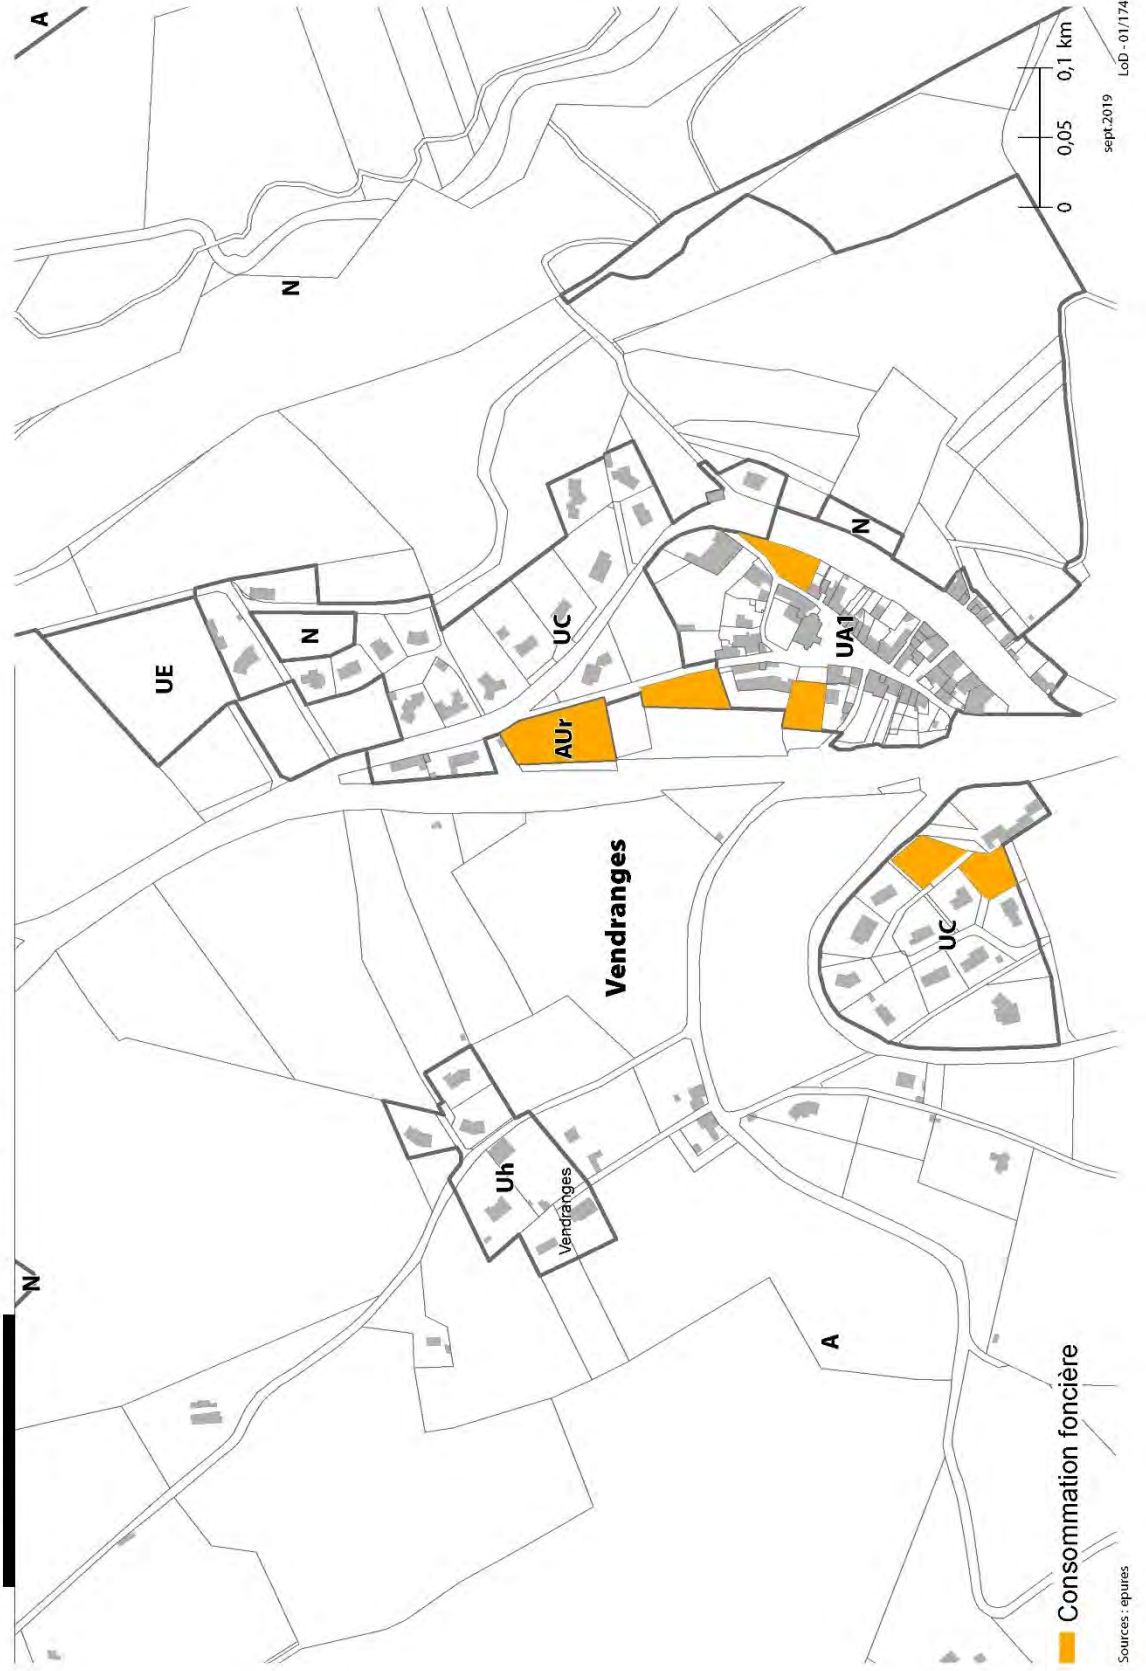 N
A
N
UE
N
Uh
Vendranges
UC
AUr
Vendranges
UA1
N
A
UC
Consommation foncière
0 0,05 0,1 km
sept.2019
Sources : epures
LoD - 01/174